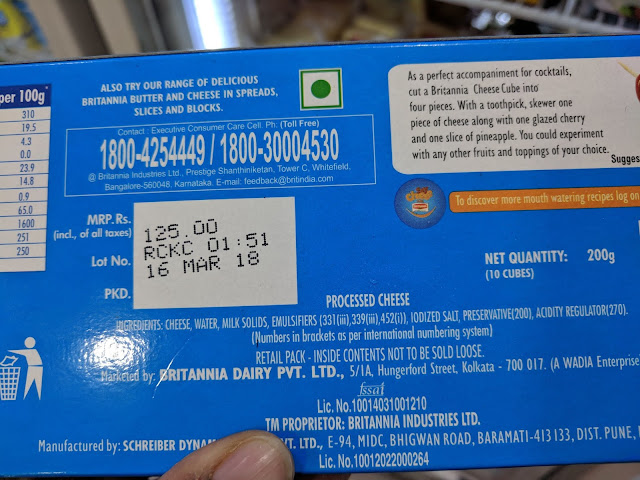 per 100g*
310
19.5
4.3
0.0
23.9
14.8
0.9
65.0
1600
251
250
ALSO TRY OUR RANGE OF DELICIOUS
BRITANNIA BUTTER AND CHEESE IN SPREADS,
SLICES AND BLOCKS.
Contact : Executive Consumer Care Cell. Ph: (Toll Free)
1800-4254449 / 1800-30004530
@ Britannia Industries Ltd., Prestige Shanthiniketan, Tower C, Whitefield,
Bangalore-560048. Karnataka. E-mail: feedback@britindia.com
As a perfect accompaniment for cocktails,
cut a Britannia Cheese Cube into
four pieces. With a toothpick, skewer one
piece of cheese along with one glazed cherry
and one slice of pineapple. You could experiment
with any other fruits and toppings of your choice.
Sugges
To discover more mouth watering recipes log on
MRP. Rs. 125.00
(incl., of all taxes)
Lot No. RCKC 01:51
PKD. 16 MAR 18
NET QUANTITY: 200g
(10 CUBES)
PROCESSED CHEESE
INGREDIENTS: CHEESE, WATER, MILK SOLIDS, EMULSIFIERS (331(iii),339(iii),452(i)), IODIZED SALT, PRESERVATIVE(200), ACIDITY REGULATOR(270).
(Numbers in brackets as per international numbering system)
RETAIL PACK - INSIDE CONTENTS NOT TO BE SOLD LOOSE.
Marketed by: BRITANNIA DAIRY PVT. LTD., 5/1A, Hungerford Street, Kolkata - 700 017. (A WADIA Enterprise
fssai
Lic. No.10014031001210
TM PROPRIETOR: BRITANNIA INDUSTRIES LTD.
Manufactured by: SCHREIBER DYNAM VT. LTD., E-94, MIDC, BHIGWAN ROAD, BARAMATI-413133, DIST. PUNE,
Lic. No.10012022000264